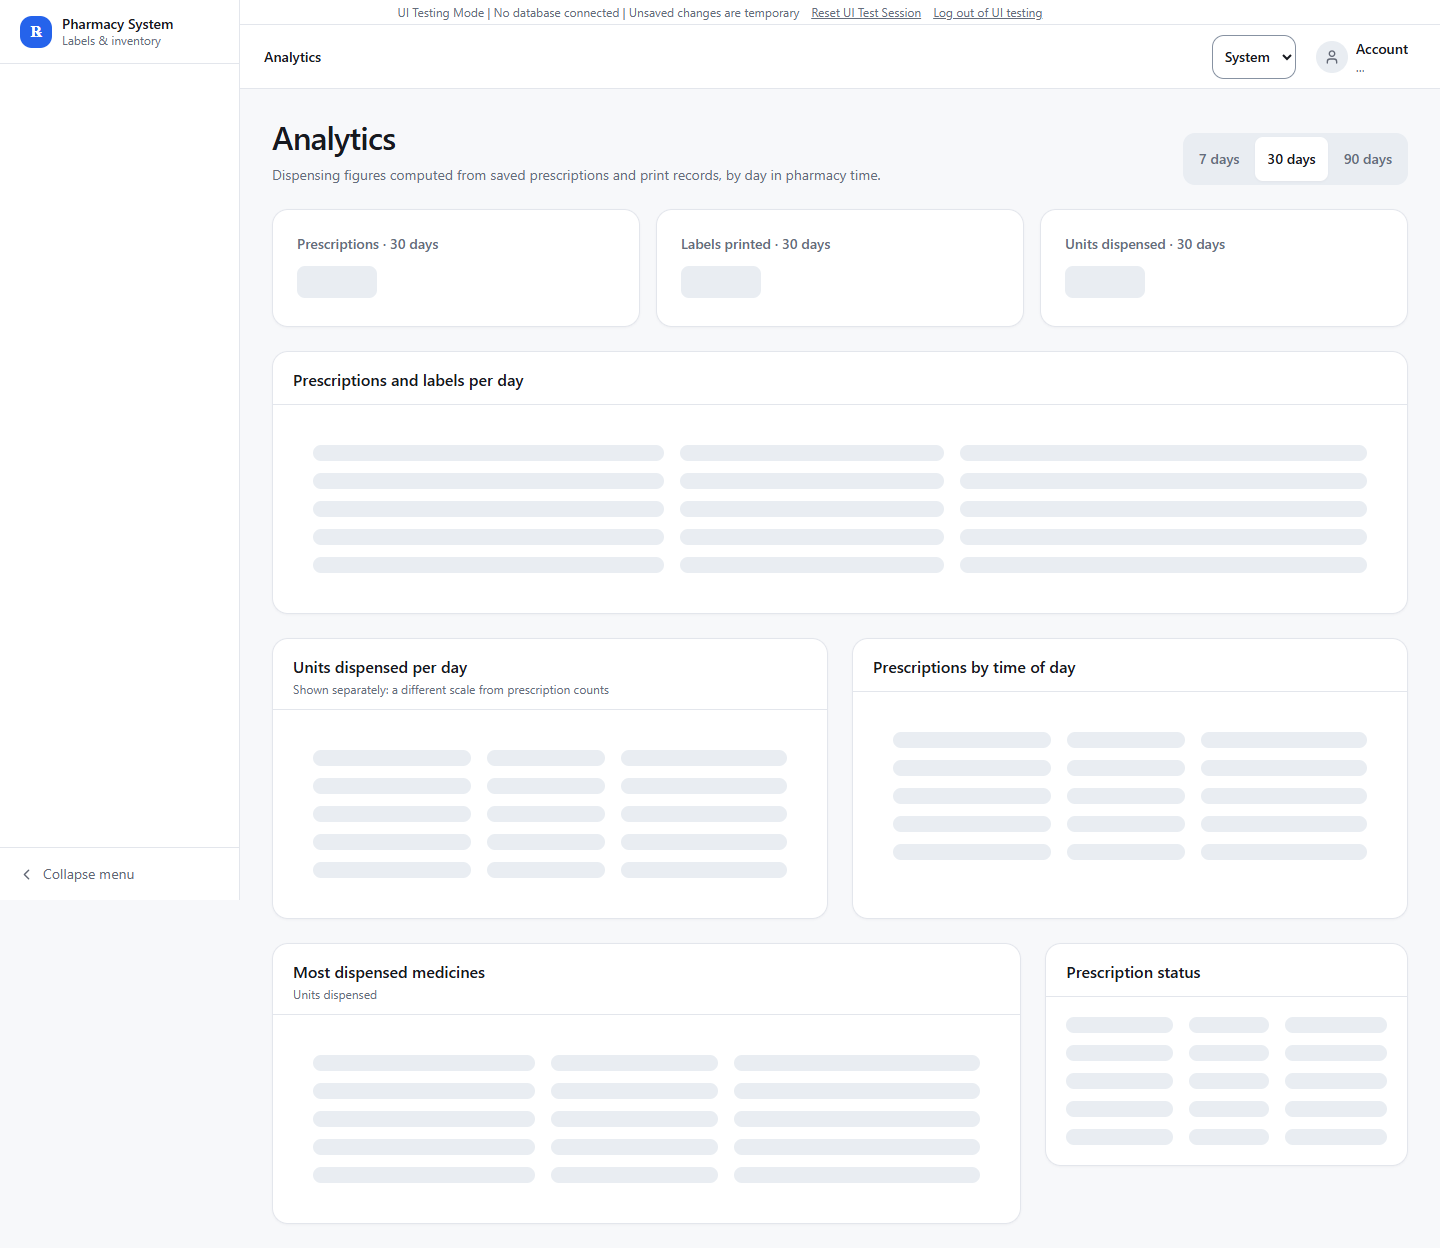 ℞
Pharmacy System
Labels & inventory
UI Testing Mode | No database connected | Unsaved changes are temporary Reset UI Test Session Log out of UI testing
Analytics
System
Account
...
Analytics
Dispensing figures computed from saved prescriptions and print records, by day in pharmacy time.
7 days 30 days 90 days
Prescriptions · 30 days
Labels printed · 30 days
Units dispensed · 30 days
Prescriptions and labels per day
Units dispensed per day
Shown separately: a different scale from prescription counts
Prescriptions by time of day
Collapse menu
Most dispensed medicines
Units dispensed
Prescription status